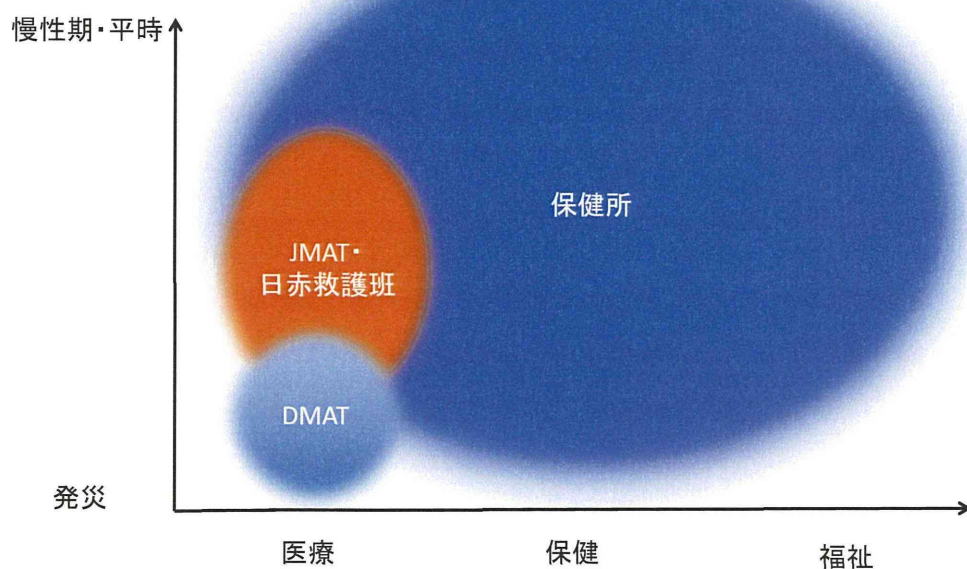 慢性期・平時
保健所
JMAT・
日赤救護班
DMAT
発災
医療
保健
福祉